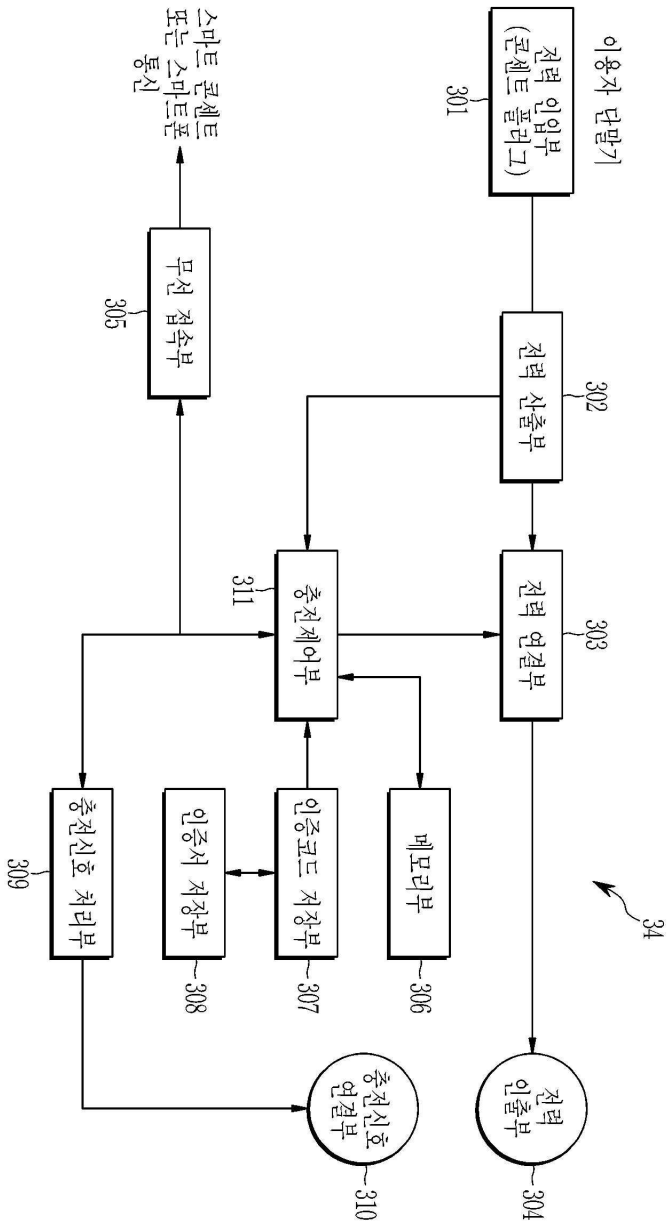 이용자 단말기
전력 인입부
(콘센트 플러그)
301
전력 산출부
302
전력 연결부
303
34
전력
인출부
304
스마트 콘센트
또는 스마트폰
통신
무선 접속부
305
충전제어부
311
메모리부
306
인증코드 저장부
307
인증서 저장부
308
충전신호 처리부
309
충전신호
연결부
310